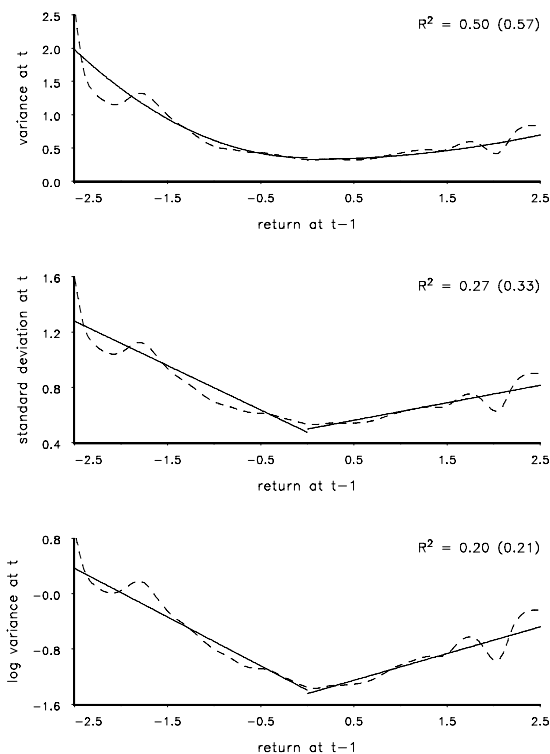 2.5
R² = 0.50 (0.57)
2.0
1.5
1.0
0.5
0.0
variance at t
−2.5 −1.5 −0.5 0.5 1.5 2.5
return at t−1
1.6
R² = 0.27 (0.33)
1.2
0.8
0.4
standard deviation at t
−2.5 −1.5 −0.5 0.5 1.5 2.5
return at t−1
0.8
R² = 0.20 (0.21)
−0.0
−0.8
−1.6
log variance at t
−2.5 −1.5 −0.5 0.5 1.5 2.5
return at t−1